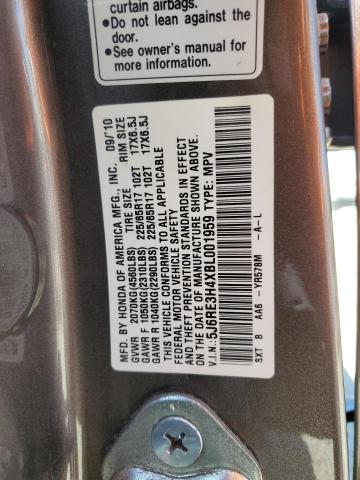 curtain airbags.
●Do not lean against the
door.
●See owner's manual for
more information.
MFD. BY HONDA OF AMERICA MFG., INC. 09/'10
TIRE SIZE RIM SIZE
GVWR 2070KG(4560LBS) 225/65R17 102T 17X6.5J
GAWR F 1050KG(2310LBS) 225/65R17 102T 17X6.5J
GAWR R 1040KG(2290LBS)
THIS VEHICLE CONFORMS TO ALL APPLICABLE
FEDERAL MOTOR VEHICLE SAFETY AND
THEFT PREVENTION STANDARDS IN EFFECT
ON THE DATE OF MANUFACTURE SHOWN ABOVE.
V.I.N.: 5J6RE3H4XBL001959 TYPE: MPV
SXT B AA6 - YR578M -A-L